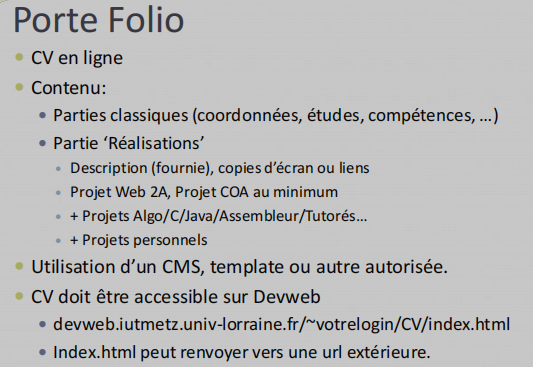 Porte Folio
CV en ligne
Contenu:
Parties classiques (coordonnées, études, compétences, …)
Partie ‘Réalisations’
Description (fournie), copies d’écran ou liens
Projet Web 2A, Projet COA au minimum
+ Projets Algo/C/Java/Assembleur/Tutorés…
+ Projets personnels
Utilisation d’un CMS, template ou autre autorisée.
CV doit être accessible sur Devweb
devweb.iutmetz.univ-lorraine.fr/~votrelogin/CV/index.html
Index.html peut renvoyer vers une url extérieure.